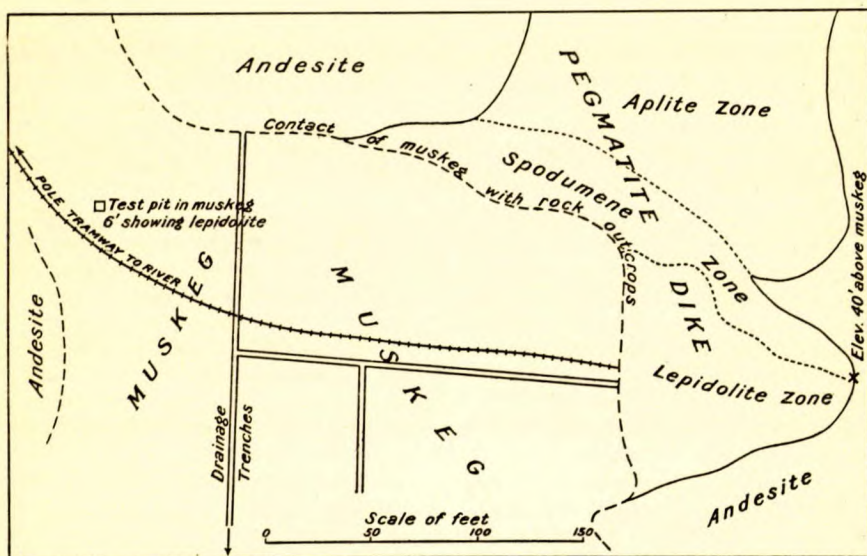 Andesite
PEGMATITE
Aplite Zone
Contact of muskeg with rock outcrops
Spodumene Zone
POLE TRAMWAY TO RIVER
Test pit in muskeg
6' showing lepidolite
MUSKEG
MUSKEG
DIKE
Elev. 40' above muskeg
Andesite
Lepidolite Zone
Drainage
Trenches
Andesite
Scale of feet
0 50 100 150